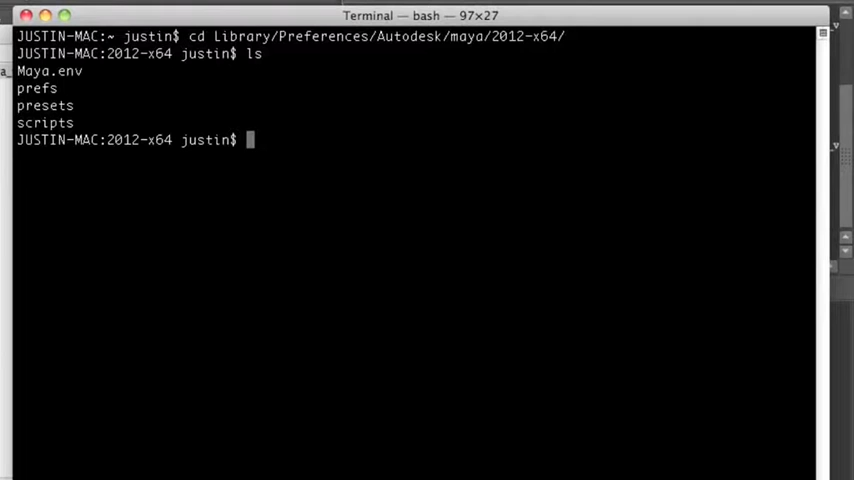 Terminal — bash — 97×27
JUSTIN-MAC:~ justin$ cd Library/Preferences/Autodesk/maya/2012-x64/
JUSTIN-MAC:2012-x64 justin$ ls
Maya.env
prefs
presets
scripts
JUSTIN-MAC:2012-x64 justin$